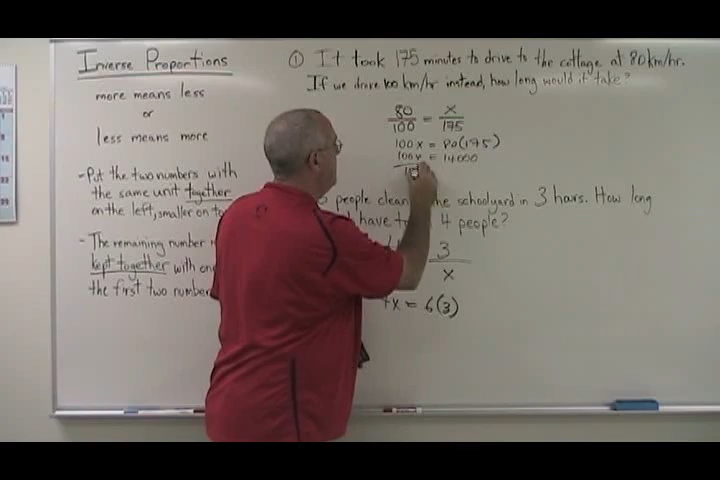 Inverse Proportions
more means less
or
less means more
- Put the two numbers with
the same unit together
on the left, smaller on to
- The remaining number
kept together with one
the first two number
① It took 175 minutes to drive to the cottage at 80km/hr.
If we drove 100 km/hr instead, how long would it take?
80/100 = x/175
100x = 80(175)
100x = 14000
people clean the schoolyard in 3 hours. How long
have 4 people?
3
x
4x = 6(3)